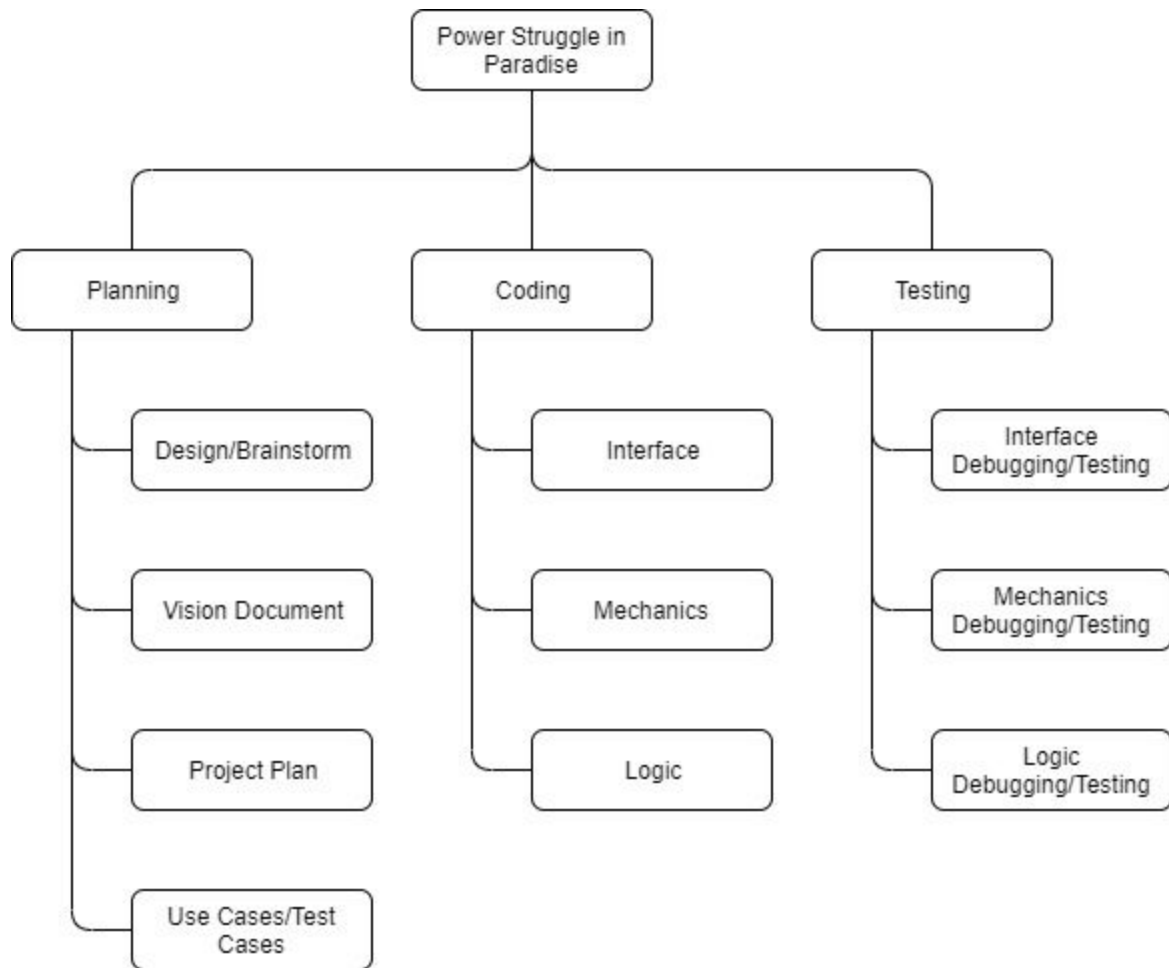 Power Struggle in
Paradise
Planning
Coding
Testing
Design/Brainstorm
Interface
Interface
Debugging/Testing
Vision Document
Mechanics
Mechanics
Debugging/Testing
Project Plan
Logic
Logic
Debugging/Testing
Use Cases/Test
Cases